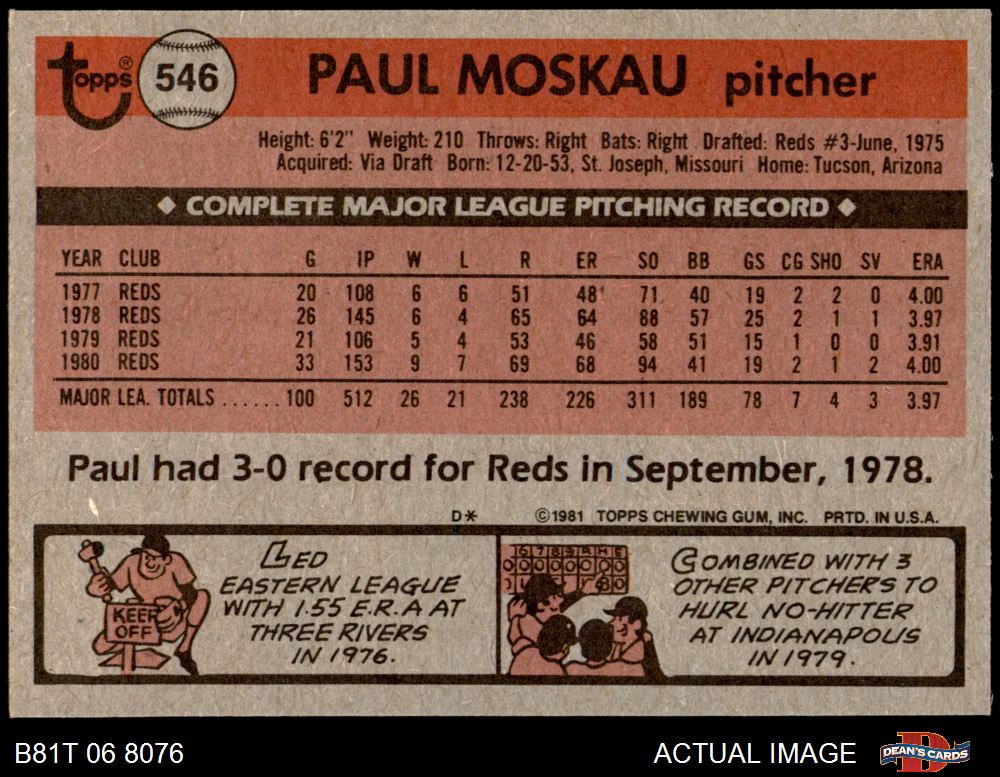 topps® 546 PAUL MOSKAU pitcher
Height: 6'2" Weight: 210 Throws: Right Bats: Right Drafted: Reds #3-June, 1975
Acquired: Via Draft Born: 12-20-53, St. Joseph, Missouri Home: Tucson, Arizona
◆ COMPLETE MAJOR LEAGUE PITCHING RECORD ◆
YEAR CLUB G IP W L R ER SO BB GS CG SHO SV ERA
1977 REDS 20 108 6 6 51 48 71 40 19 2 2 0 4.00
1978 REDS 26 145 6 4 65 64 88 57 25 2 1 1 3.97
1979 REDS 21 106 5 4 53 46 58 51 15 1 0 0 3.91
1980 REDS 33 153 9 7 69 68 94 41 19 2 1 2 4.00
MAJOR LEA. TOTALS ...... 100 512 26 21 238 226 311 189 78 7 4 3 3.97
Paul had 3-0 record for Reds in September, 1978.
D* ©1981 TOPPS CHEWING GUM, INC. PRTD. IN U.S.A.
KEEP
OFF
LED
EASTERN LEAGUE
WITH 1.55 E.R.A AT
THREE RIVERS
IN 1976.
6 7 8 9 R H E
COMBINED WITH 3
OTHER PITCHERS TO
HURL NO-HITTER
AT INDIANAPOLIS
IN 1979.
B81T 06 8076 ACTUAL IMAGE DEAN'S CARDS